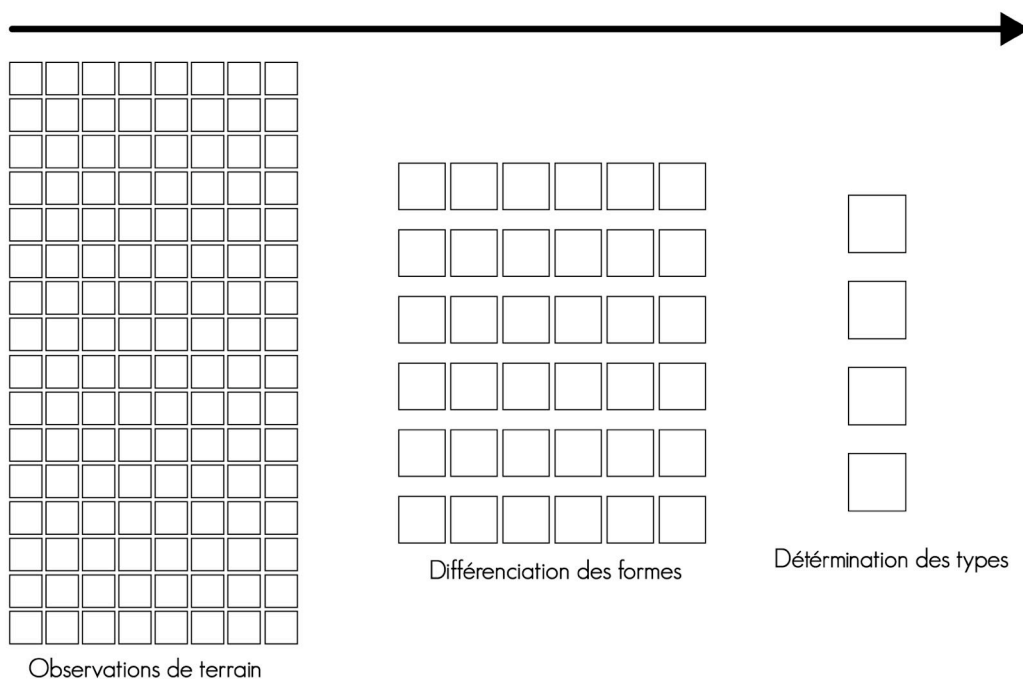 Observations de terrain
Différenciation des formes
Détérmination des types